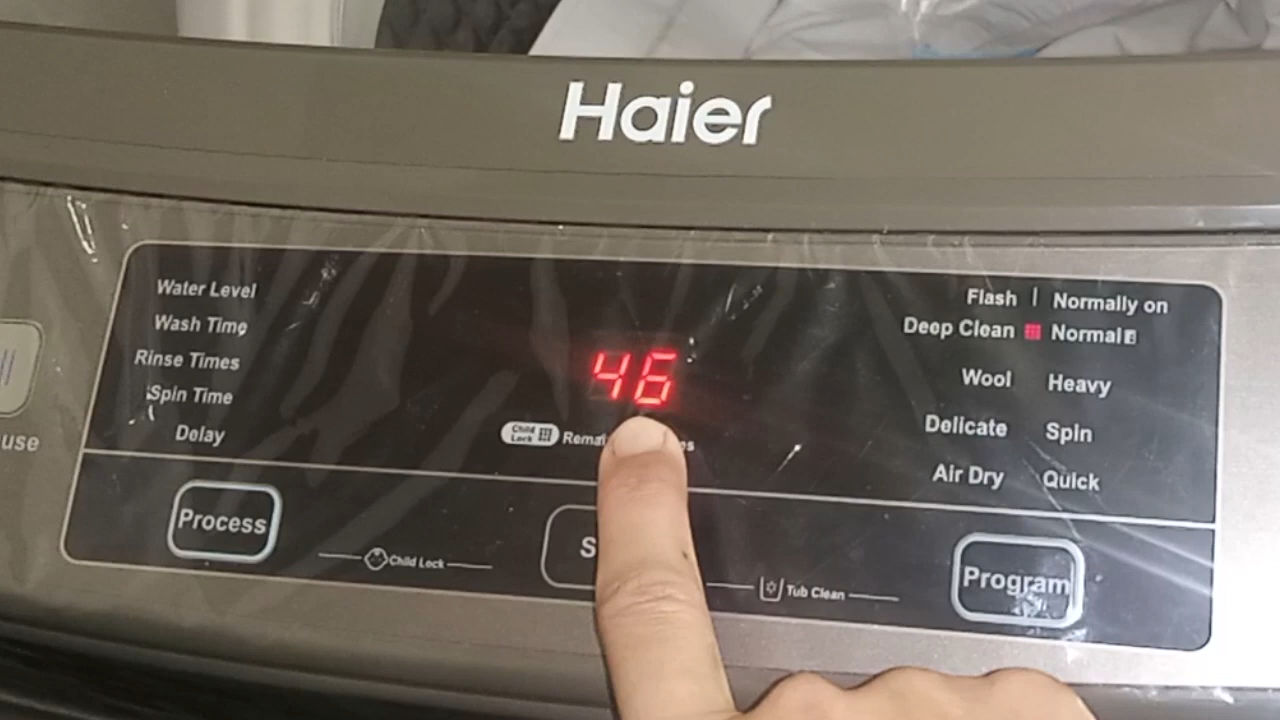 Haier
Water Level
Wash Time
Rinse Times
Spin Time
Delay
46
Child Lock
Flash | Normally on
Deep Clean Normal
Wool Heavy
Delicate Spin
Air Dry Quick
Process
Child Lock
Tub Clean
Program